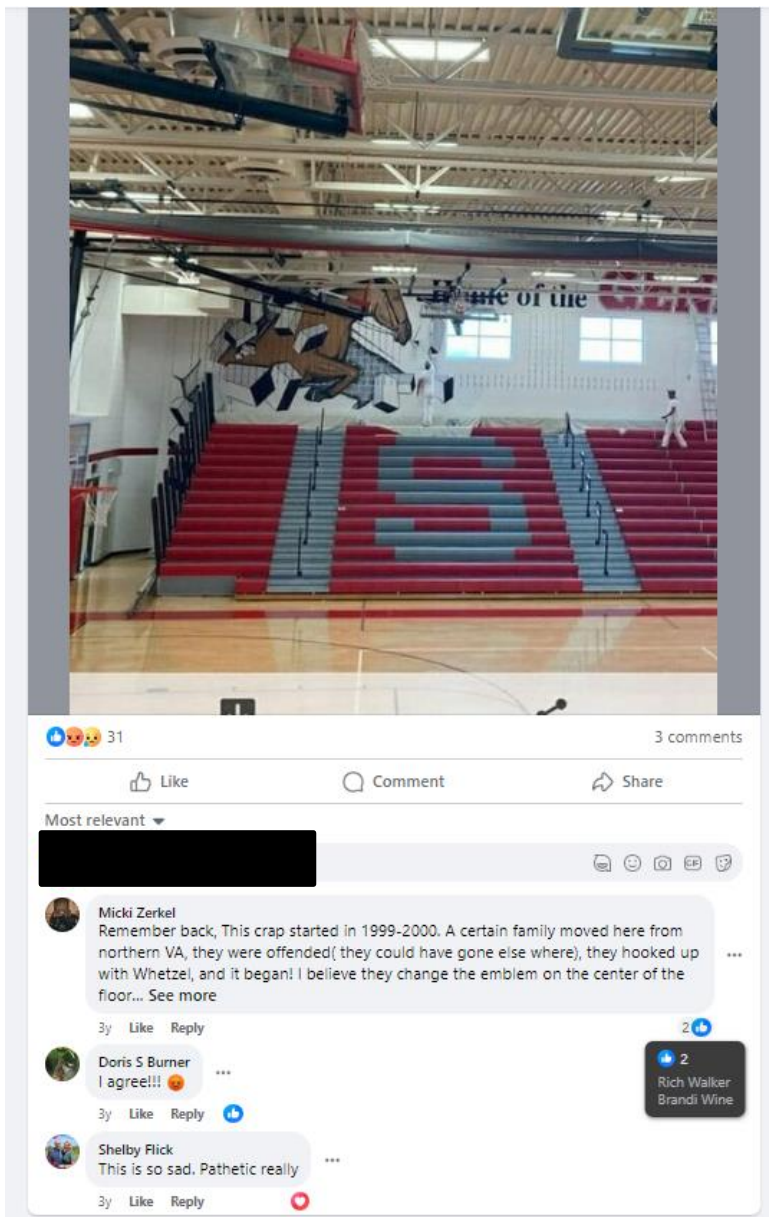 Home of the GEN
S
31
3 comments
Like
Comment
Share
Most relevant
GIF
Micki Zerkel
Remember back, This crap started in 1999-2000. A certain family moved here from
northern VA, they were offended( they could have gone else where), they hooked up
with Whetzel, and it began! I believe they change the emblem on the center of the
floor... See more
3y Like Reply
2
2
Rich Walker
Brandi Wine
Doris S Burner
I agree!!!
3y Like Reply
Shelby Flick
This is so sad. Pathetic really
3y Like Reply